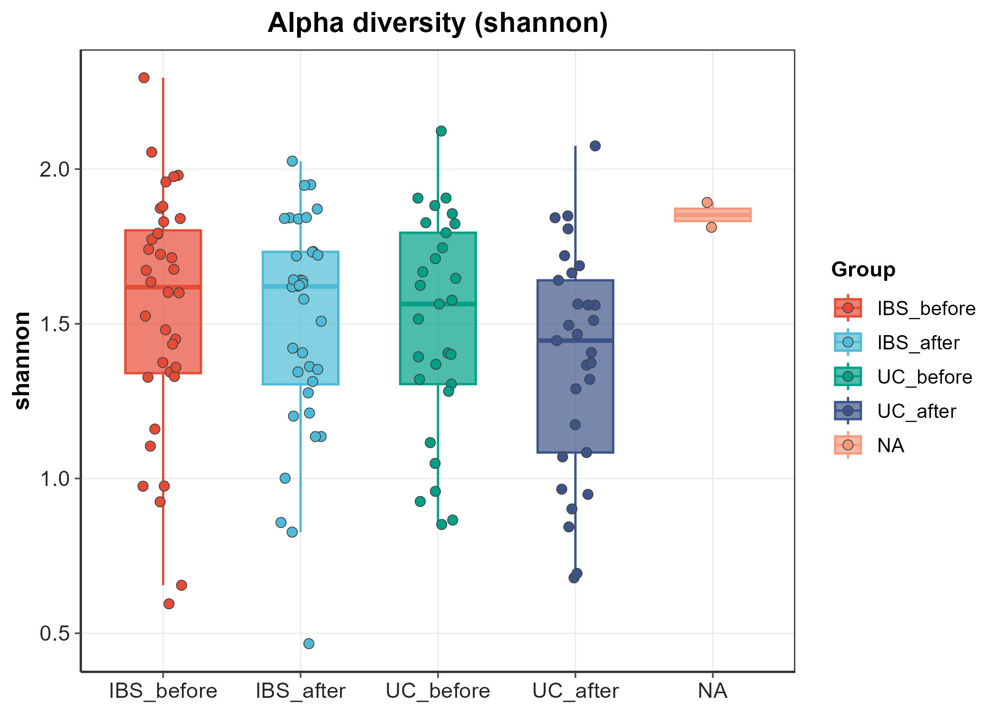 Alpha diversity (shannon)
shannon
2.0
1.5
1.0
0.5
IBS_before
IBS_after
UC_before
UC_after
NA
Group
IBS_before
IBS_after
UC_before
UC_after
NA